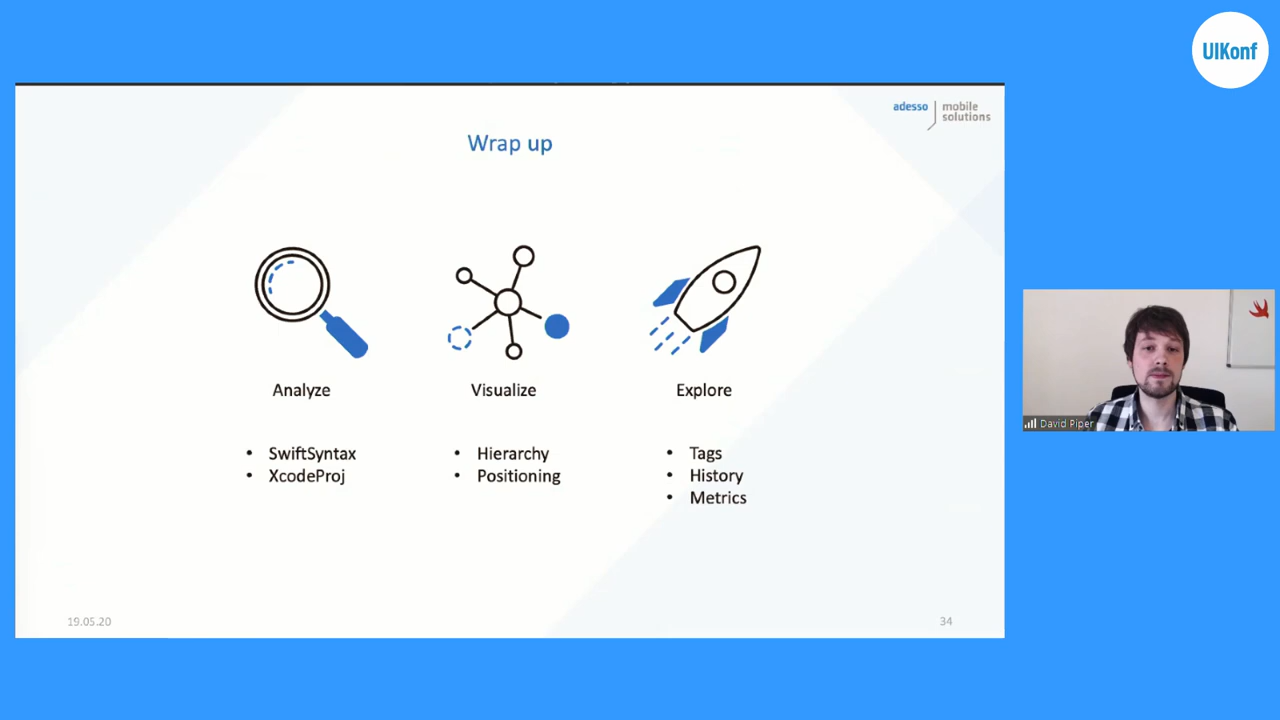 UIKonf
adesso
mobile
solutions
Wrap up
Analyze
• SwiftSyntax
• XcodeProj
Visualize
• Hierarchy
• Positioning
Explore
• Tags
• History
• Metrics
19.05.20
34
David Piper